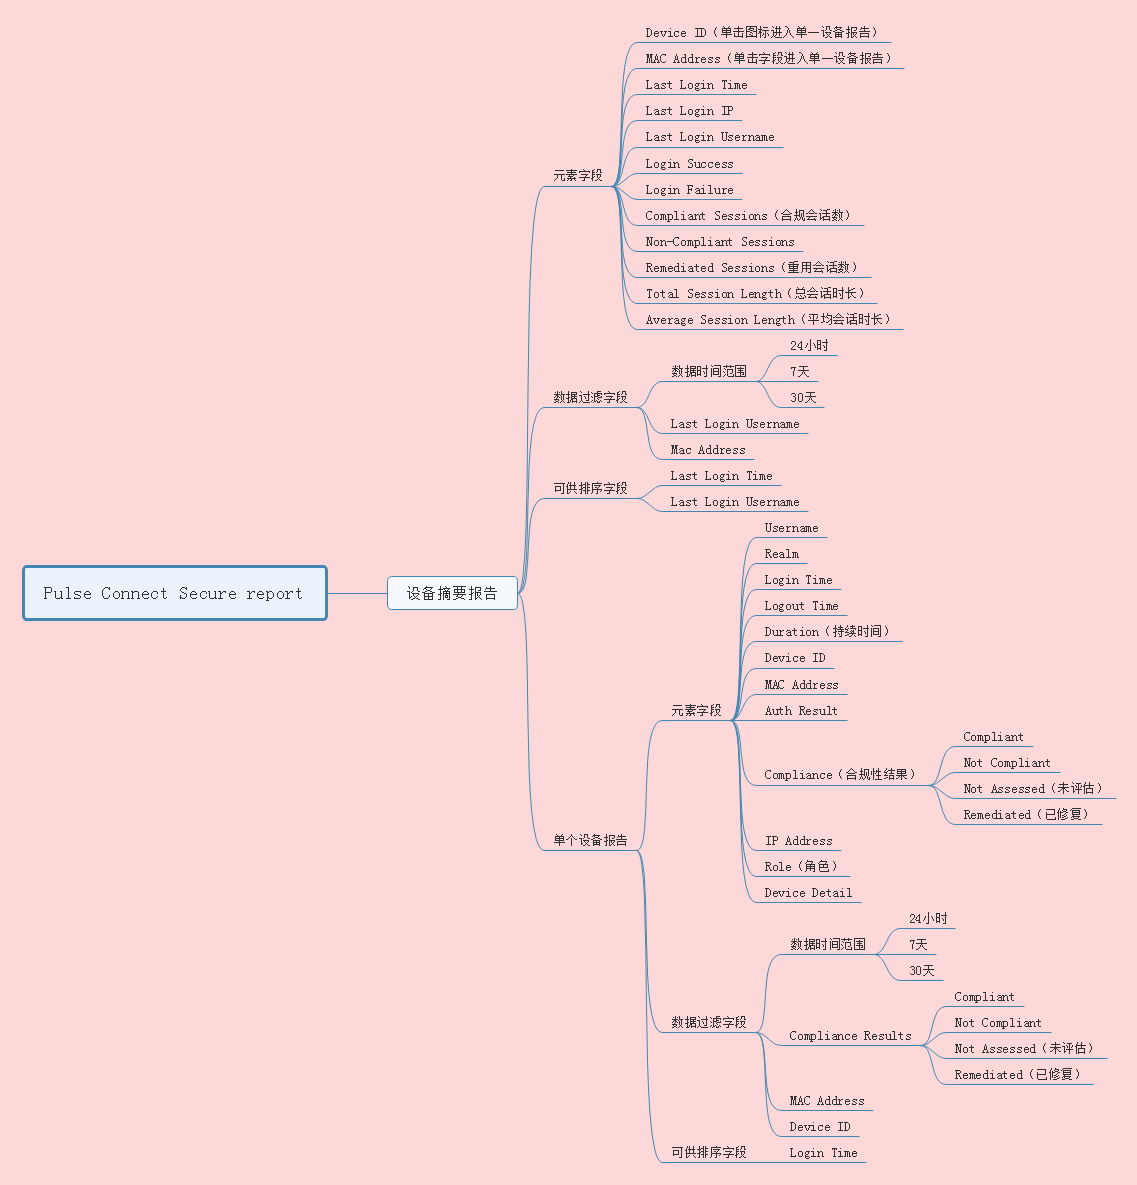 Pulse Connect Secure report
设备摘要报告
元素字段
Device ID（单击图标进入单一设备报告）
MAC Address（单击字段进入单一设备报告）
Last Login Time
Last Login IP
Last Login Username
Login Success
Login Failure
Compliant Sessions（合规会话数）
Non-Compliant Sessions
Remediated Sessions（重用会话数）
Total Session Length（总会话时长）
Average Session Length（平均会话时长）
数据过滤字段
数据时间范围
24小时
7天
30天
Last Login Username
Mac Address
可供排序字段
Last Login Time
Last Login Username
单个设备报告
元素字段
Username
Realm
Login Time
Logout Time
Duration（持续时间）
Device ID
MAC Address
Auth Result
Compliance（合规性结果）
Compliant
Not Compliant
Not Assessed（未评估）
Remediated（已修复）
IP Address
Role（角色）
Device Detail
数据过滤字段
数据时间范围
24小时
7天
30天
Compliance Results
Compliant
Not Compliant
Not Assessed（未评估）
Remediated（已修复）
MAC Address
Device ID
可供排序字段
Login Time